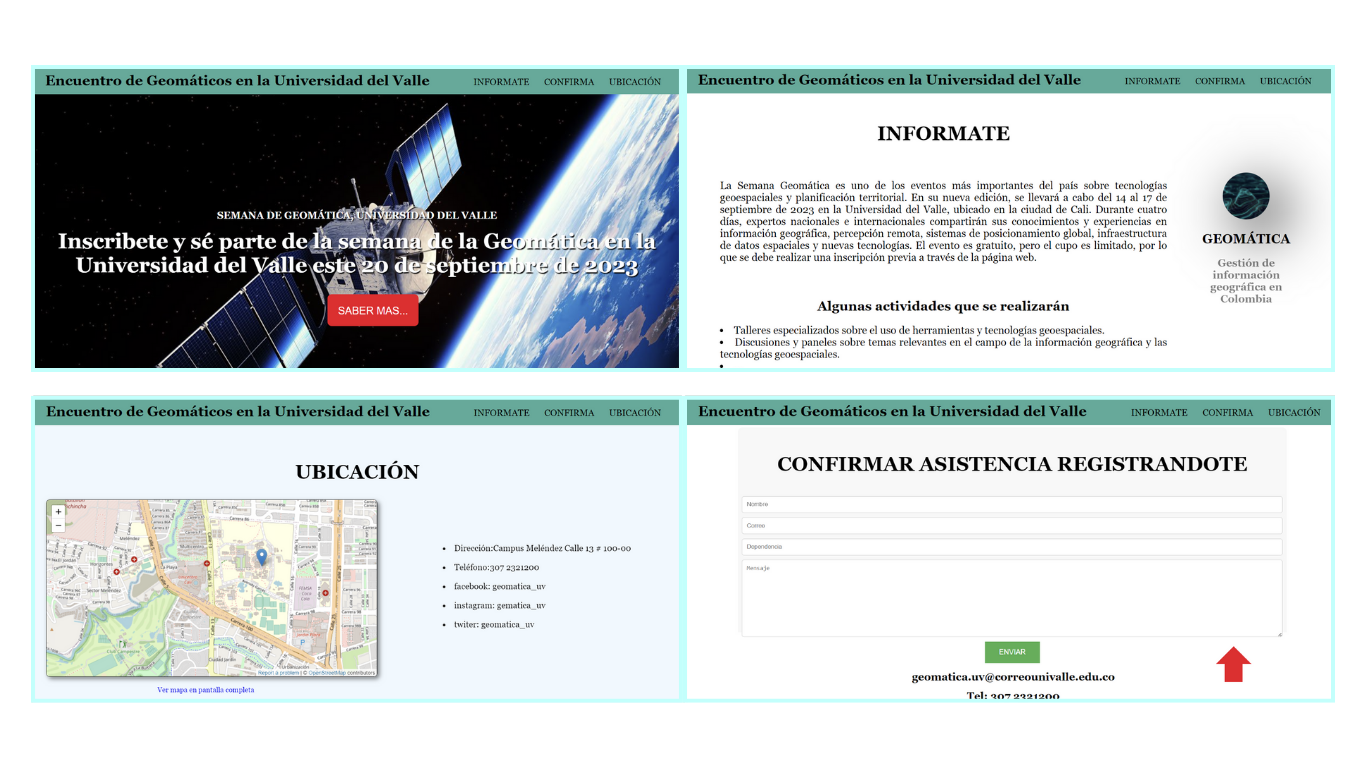 Encuentro de Geomáticos en la Universidad del Valle INFORMATE CONFIRMA UBICACIÓN
SEMANA DE GEOMÁTICA, UNIVERSIDAD DEL VALLE
Inscribete y sé parte de la semana de la Geomática en la
Universidad del Valle este 20 de septiembre de 2023
SABER MAS...
Encuentro de Geomáticos en la Universidad del Valle INFORMATE CONFIRMA UBICACIÓN
INFORMATE
La Semana Geomática es uno de los eventos más importantes del país sobre tecnologías
geoespaciales y planificación territorial. En su nueva edición, se llevará a cabo del 14 al 17 de
septiembre de 2023 en la Universidad del Valle, ubicado en la ciudad de Cali. Durante cuatro
días, expertos nacionales e internacionales compartirán sus conocimientos y experiencias en
información geográfica, percepción remota, sistemas de posicionamiento global, infraestructura
de datos espaciales y nuevas tecnologías. El evento es gratuito, pero el cupo es limitado, por lo
que se debe realizar una inscripción previa a través de la página web.
Algunas actividades que se realizarán
• Talleres especializados sobre el uso de herramientas y tecnologías geoespaciales.
• Discusiones y paneles sobre temas relevantes en el campo de la información geográfica y las
tecnologías geoespaciales.
GEOMÁTICA
Gestión de
información
geográfica en
Colombia
Encuentro de Geomáticos en la Universidad del Valle INFORMATE CONFIRMA UBICACIÓN
UBICACIÓN
+
−
Carrera 100
Ciudad Jardín
Report a problem | © OpenStreetMap contributors
Ver mapa en pantalla completa
• Dirección:Campus Meléndez Calle 13 # 100-00
• Teléfono:307 2321200
• facebook: geomatica_uv
• instagram: gematica_uv
• twiter: geomatica_uv
Encuentro de Geomáticos en la Universidad del Valle INFORMATE CONFIRMA UBICACIÓN
CONFIRMAR ASISTENCIA REGISTRANDOTE
Nombre
Correo
Dependencia
Mensaje
ENVIAR
geomatica.uv@correounivalle.edu.co
Tel: 307 2321200